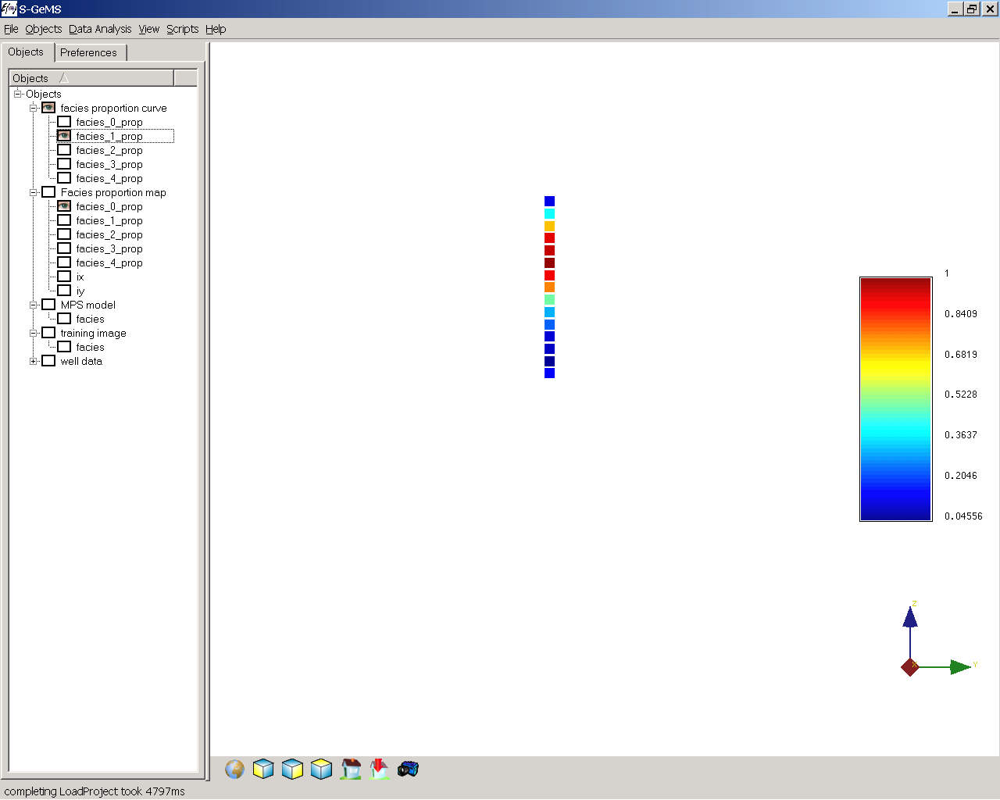 S-GeMS
File Objects Data Analysis View Scripts Help
Objects Preferences
Objects
Objects
facies proportion curve
facies_0_prop
facies_1_prop
facies_2_prop
facies_3_prop
facies_4_prop
Facies proportion map
facies_0_prop
facies_1_prop
facies_2_prop
facies_3_prop
facies_4_prop
ix
iy
MPS model
facies
training image
facies
well data
1
0.8409
0.6819
0.5228
0.3637
0.2046
0.04556
Z
X
Y
completing LoadProject took 4797ms